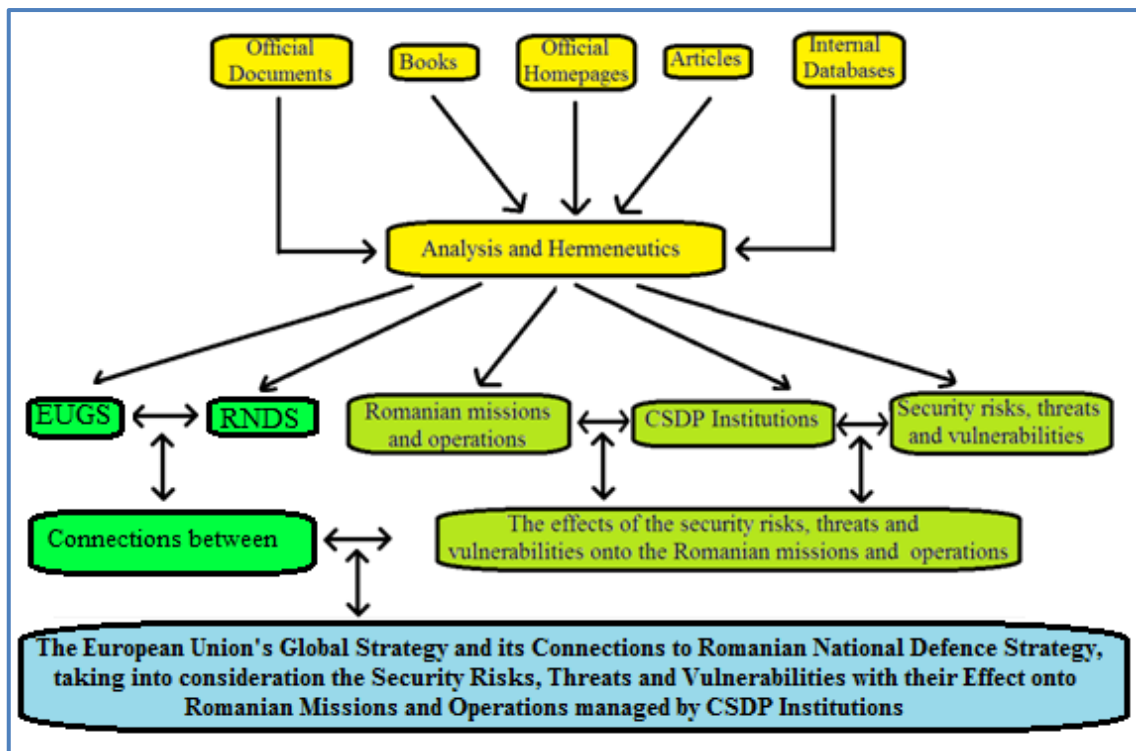 Official
Documents
Books
Official
Homepages
Articles
Internal
Databases
Analysis and Hermeneutics
EUGS
RNDS
Romanian missions
and operations
CSDP Institutions
Security risks, threats
and vulnerabilities
Connections between
The effects of the security risks, threats and
vulnerabilities onto the Romanian missions and operations
The European Union's Global Strategy and its Connections to Romanian National Defence Strategy,
taking into consideration the Security Risks, Threats and Vulnerabilities with their Effect onto
Romanian Missions and Operations managed by CSDP Institutions